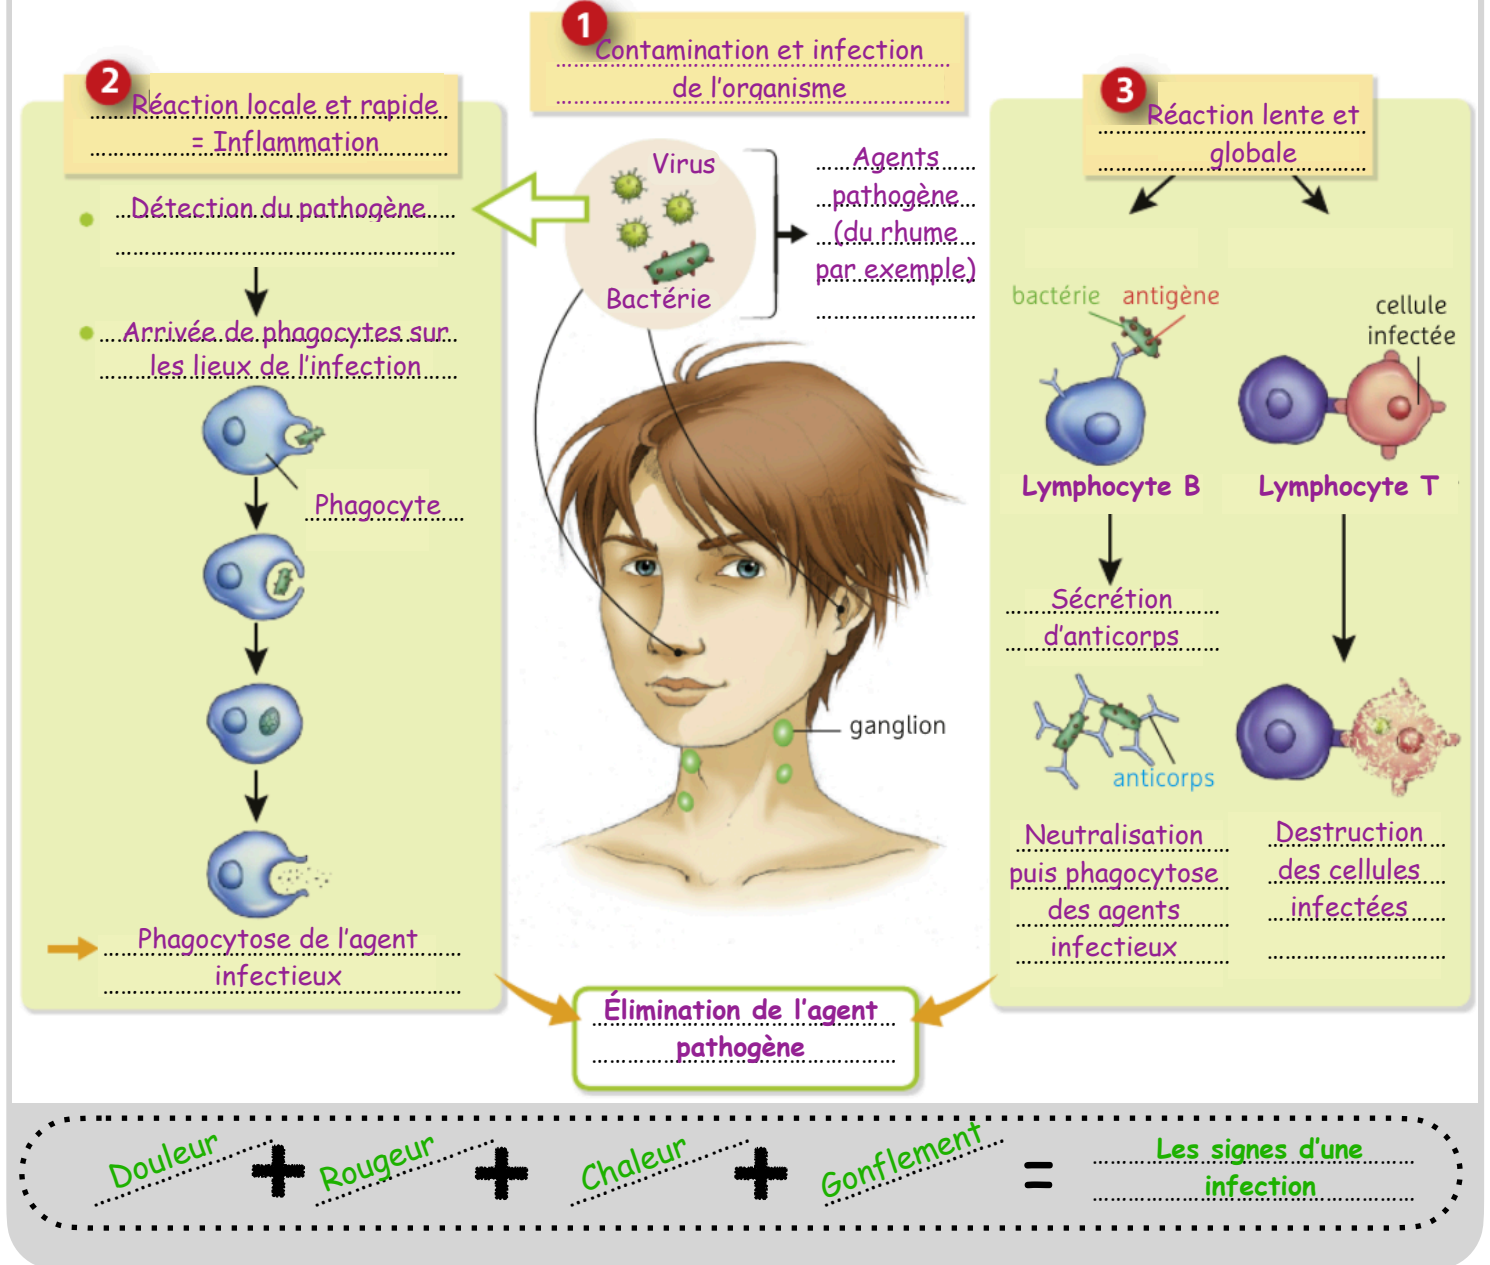 1
Contamination et infection
de l'organisme
2
Réaction locale et rapide
= Inflammation
Détection du pathogène
Arrivée de phagocytes sur
les lieux de l'infection
Phagocyte
Phagocytose de l'agent
infectieux
Virus
Bactérie
Agents
pathogène
(du rhume
par exemple)
ganglion
3
Réaction lente et
globale
bactérie antigène
cellule
infectée
Lymphocyte B
Lymphocyte T
Sécrétion
d'anticorps
anticorps
Neutralisation
puis phagocytose
des agents
infectieux
Destruction
des cellules
infectées
Élimination de l'agent
pathogène
Douleur + Rougeur + Chaleur + Gonflement = Les signes d'une
infection